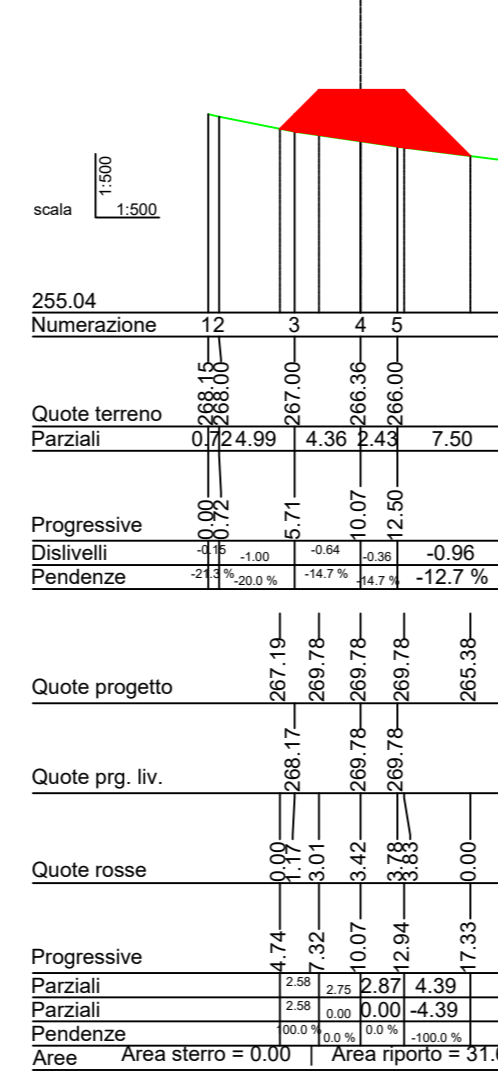 1:500
scala 1:500
255.04
Numerazione 1 2 3 4 5
Quote terreno 268.15 268.00 267.00 266.36 266.00
Parziali 0.72 4.99 4.36 2.43 7.50
Progressive 0.00 0.72 5.71 10.07 12.50
Dislivelli -0.15 -1.00 -0.64 -0.36 -0.96
Pendenze -21.3 % -20.0 % -14.7 % -14.7 % -12.7 %
Quote progetto 267.19 269.78 269.78 269.78 265.38
Quote prg. liv. 268.17 269.78 269.78
Quote rosse 0.00 1.17 3.01 3.42 3.78 3.83 0.00
Progressive 4.74 7.32 10.07 12.94 17.33
Parziali 2.58 2.75 2.87 4.39
Parziali 2.58 0.00 0.00 -4.39
Pendenze 100.0 % 0.0 % 0.0 % -100.0 %
Aree Area sterro = 0.00 | Area riporto = 31.0